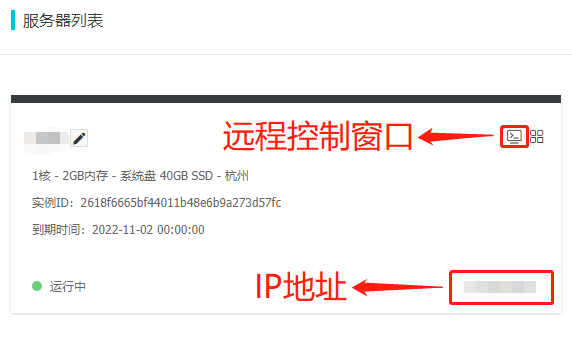 服务器列表
远程控制窗口
1核 - 2GB内存 - 系统盘 40GB SSD - 杭州
实例ID：2618f6665bf44011b48e6b9a273d57fc
到期时间：2022-11-02 00:00:00
运行中
IP地址